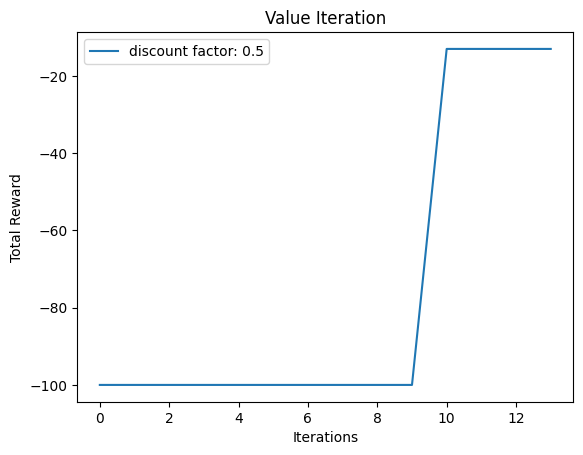 Value Iteration
discount factor: 0.5
Total Reward
−20
−40
−60
−80
−100
0 2 4 6 8 10 12
Iterations